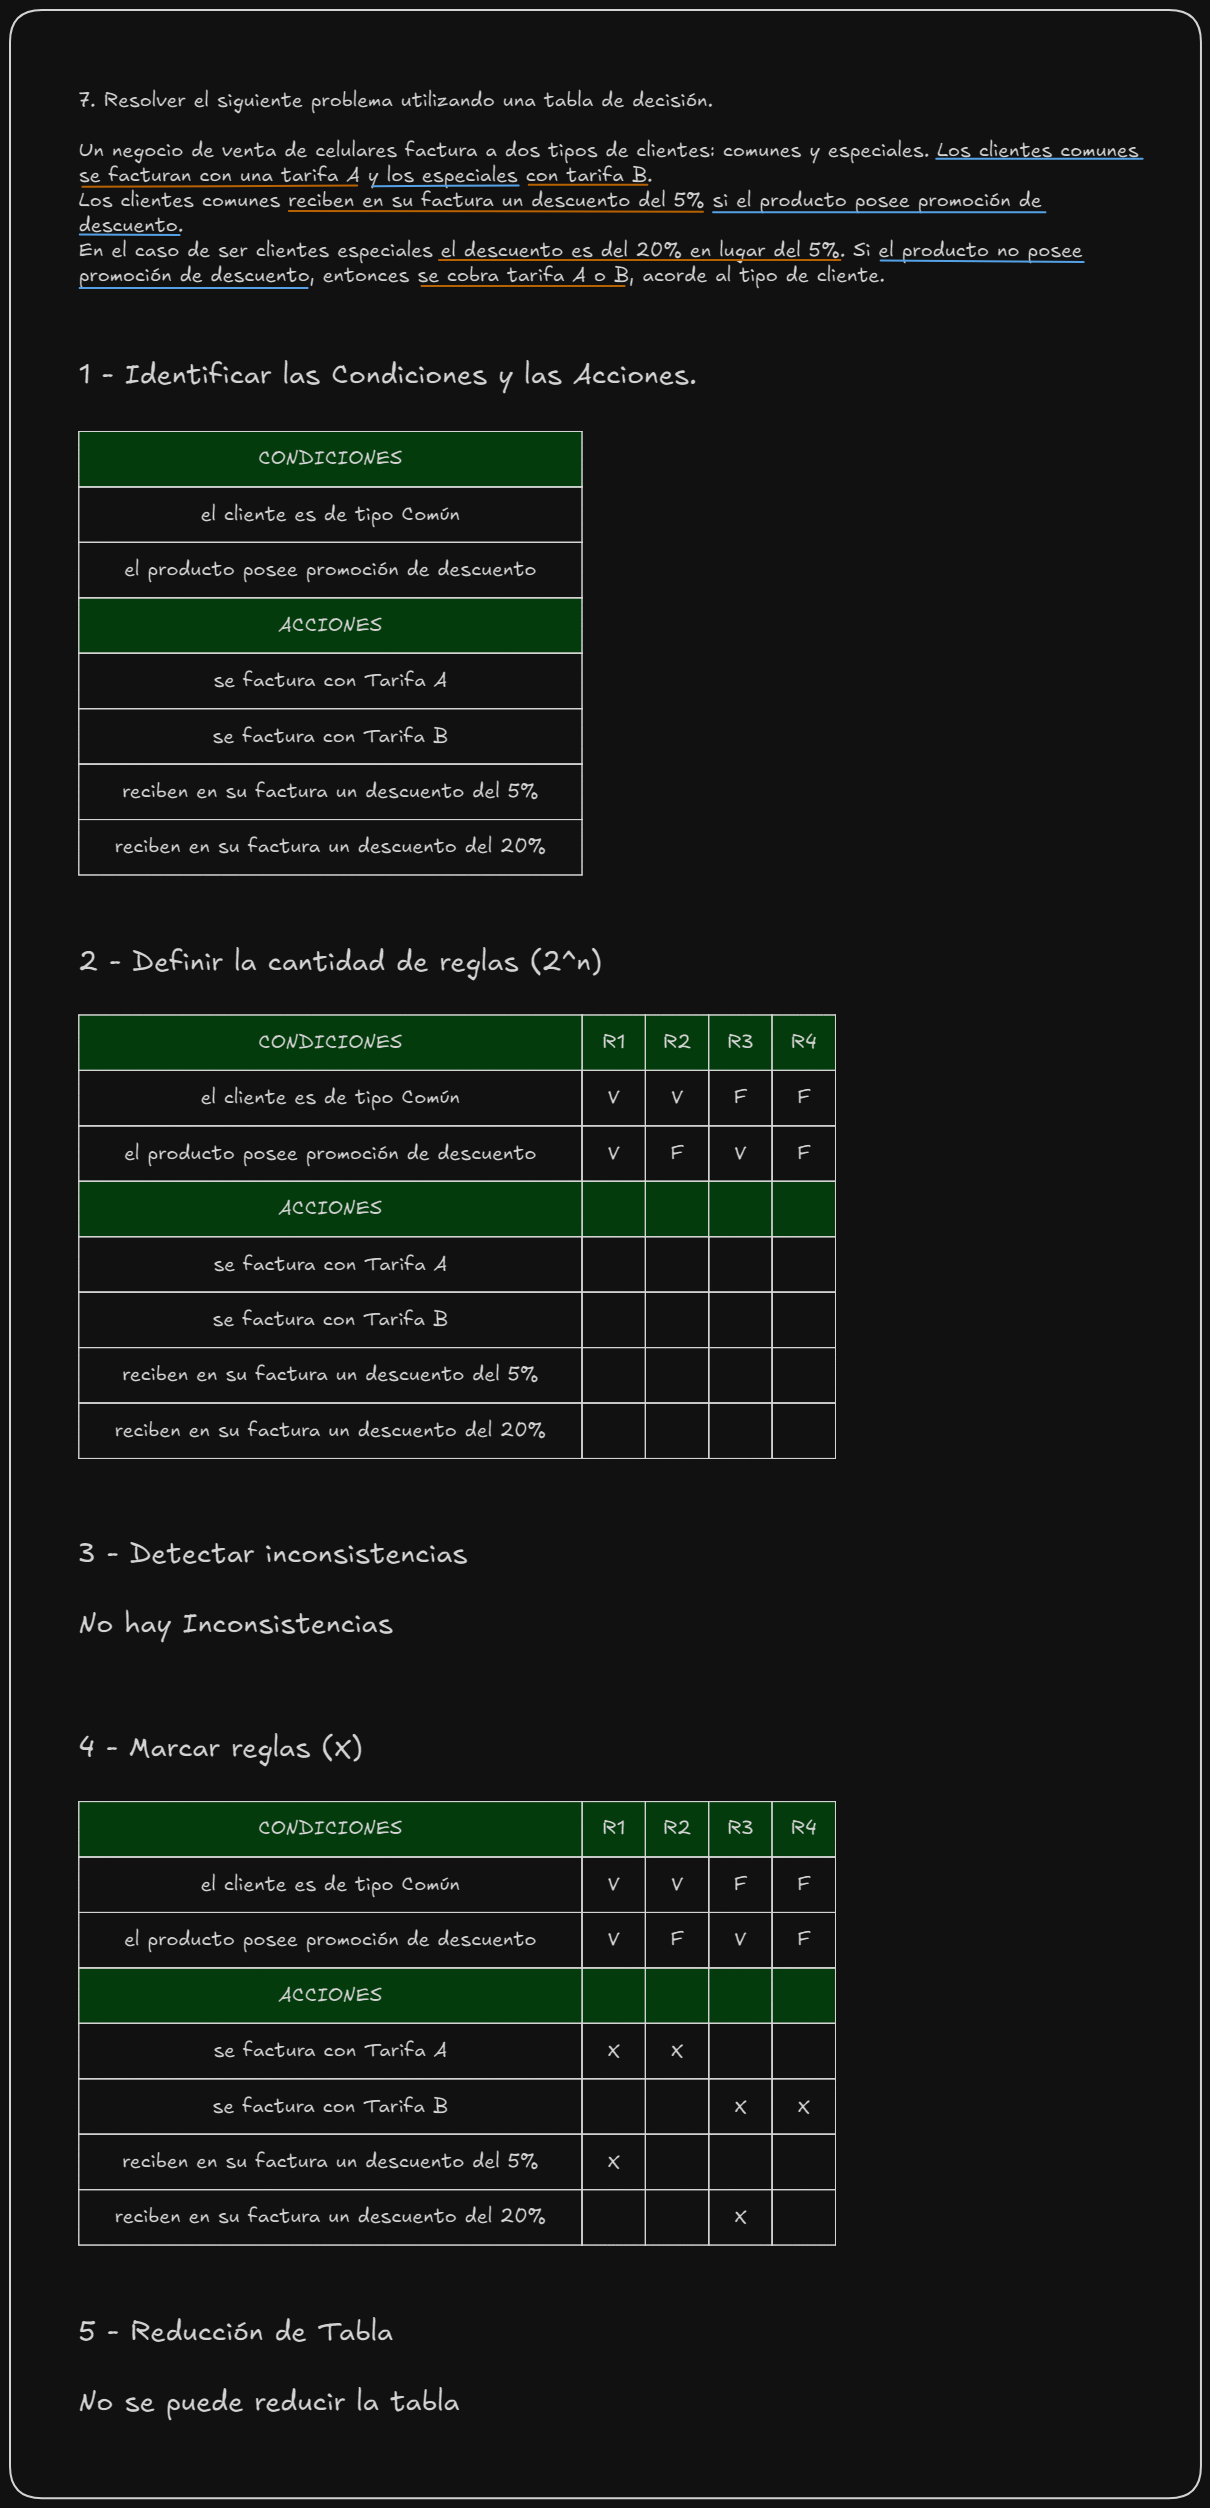 7. Resolver el siguiente problema utilizando una tabla de decisión.
Un negocio de venta de celulares factura a dos tipos de clientes: comunes y especiales. Los clientes comunes
se facturan con una tarifa A y los especiales con tarifa B.
Los clientes comunes reciben en su factura un descuento del 5% si el producto posee promoción de
descuento.
En el caso de ser clientes especiales el descuento es del 20% en lugar del 5%. Si el producto no posee
promoción de descuento, entonces se cobra tarifa A o B, acorde al tipo de cliente.
1 - Identificar las Condiciones y las Acciones.
CONDICIONES
el cliente es de tipo Común
el producto posee promoción de descuento
ACCIONES
se factura con Tarifa A
se factura con Tarifa B
reciben en su factura un descuento del 5%
reciben en su factura un descuento del 20%
2 - Definir la cantidad de reglas (2^n)
CONDICIONES R1 R2 R3 R4
el cliente es de tipo Común V V F F
el producto posee promoción de descuento V F V F
ACCIONES
se factura con Tarifa A
se factura con Tarifa B
reciben en su factura un descuento del 5%
reciben en su factura un descuento del 20%
3 - Detectar inconsistencias
No hay Inconsistencias
4 - Marcar reglas (X)
CONDICIONES R1 R2 R3 R4
el cliente es de tipo Común V V F F
el producto posee promoción de descuento V F V F
ACCIONES
se factura con Tarifa A X X
se factura con Tarifa B X X
reciben en su factura un descuento del 5% X
reciben en su factura un descuento del 20% X
5 - Reducción de Tabla
No se puede reducir la tabla